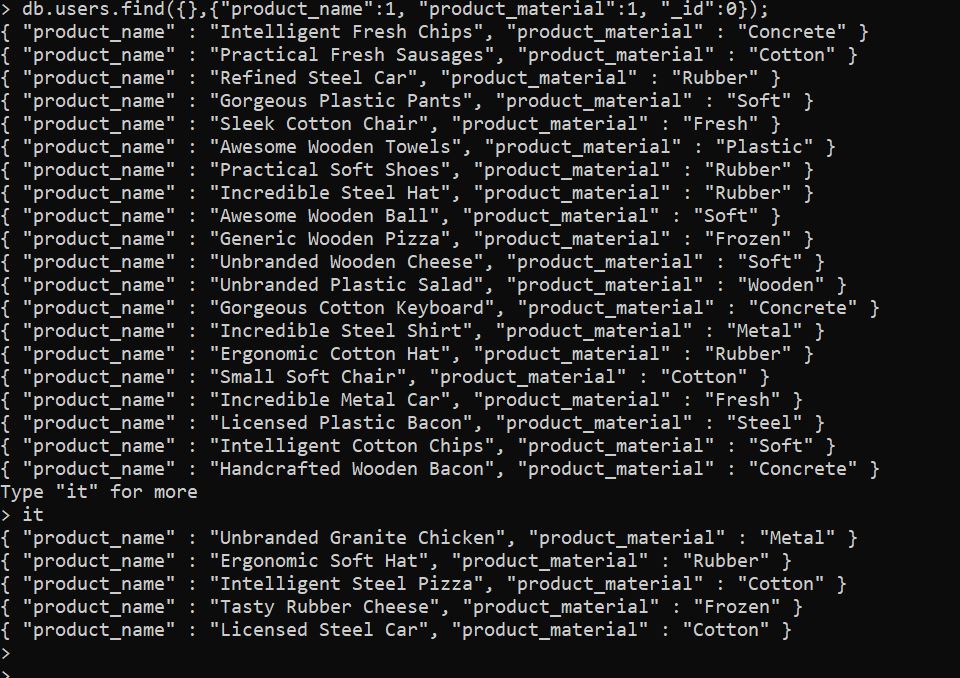 > db.users.find({},{"product_name":1, "product_material":1, "_id":0});
{ "product_name" : "Intelligent Fresh Chips", "product_material" : "Concrete" }
{ "product_name" : "Practical Fresh Sausages", "product_material" : "Cotton" }
{ "product_name" : "Refined Steel Car", "product_material" : "Rubber" }
{ "product_name" : "Gorgeous Plastic Pants", "product_material" : "Soft" }
{ "product_name" : "Sleek Cotton Chair", "product_material" : "Fresh" }
{ "product_name" : "Awesome Wooden Towels", "product_material" : "Plastic" }
{ "product_name" : "Practical Soft Shoes", "product_material" : "Rubber" }
{ "product_name" : "Incredible Steel Hat", "product_material" : "Rubber" }
{ "product_name" : "Awesome Wooden Ball", "product_material" : "Soft" }
{ "product_name" : "Generic Wooden Pizza", "product_material" : "Frozen" }
{ "product_name" : "Unbranded Wooden Cheese", "product_material" : "Soft" }
{ "product_name" : "Unbranded Plastic Salad", "product_material" : "Wooden" }
{ "product_name" : "Gorgeous Cotton Keyboard", "product_material" : "Concrete" }
{ "product_name" : "Incredible Steel Shirt", "product_material" : "Metal" }
{ "product_name" : "Ergonomic Cotton Hat", "product_material" : "Rubber" }
{ "product_name" : "Small Soft Chair", "product_material" : "Cotton" }
{ "product_name" : "Incredible Metal Car", "product_material" : "Fresh" }
{ "product_name" : "Licensed Plastic Bacon", "product_material" : "Steel" }
{ "product_name" : "Intelligent Cotton Chips", "product_material" : "Soft" }
{ "product_name" : "Handcrafted Wooden Bacon", "product_material" : "Concrete" }
Type "it" for more
> it
{ "product_name" : "Unbranded Granite Chicken", "product_material" : "Metal" }
{ "product_name" : "Ergonomic Soft Hat", "product_material" : "Rubber" }
{ "product_name" : "Intelligent Steel Pizza", "product_material" : "Cotton" }
{ "product_name" : "Tasty Rubber Cheese", "product_material" : "Frozen" }
{ "product_name" : "Licensed Steel Car", "product_material" : "Cotton" }
>
>